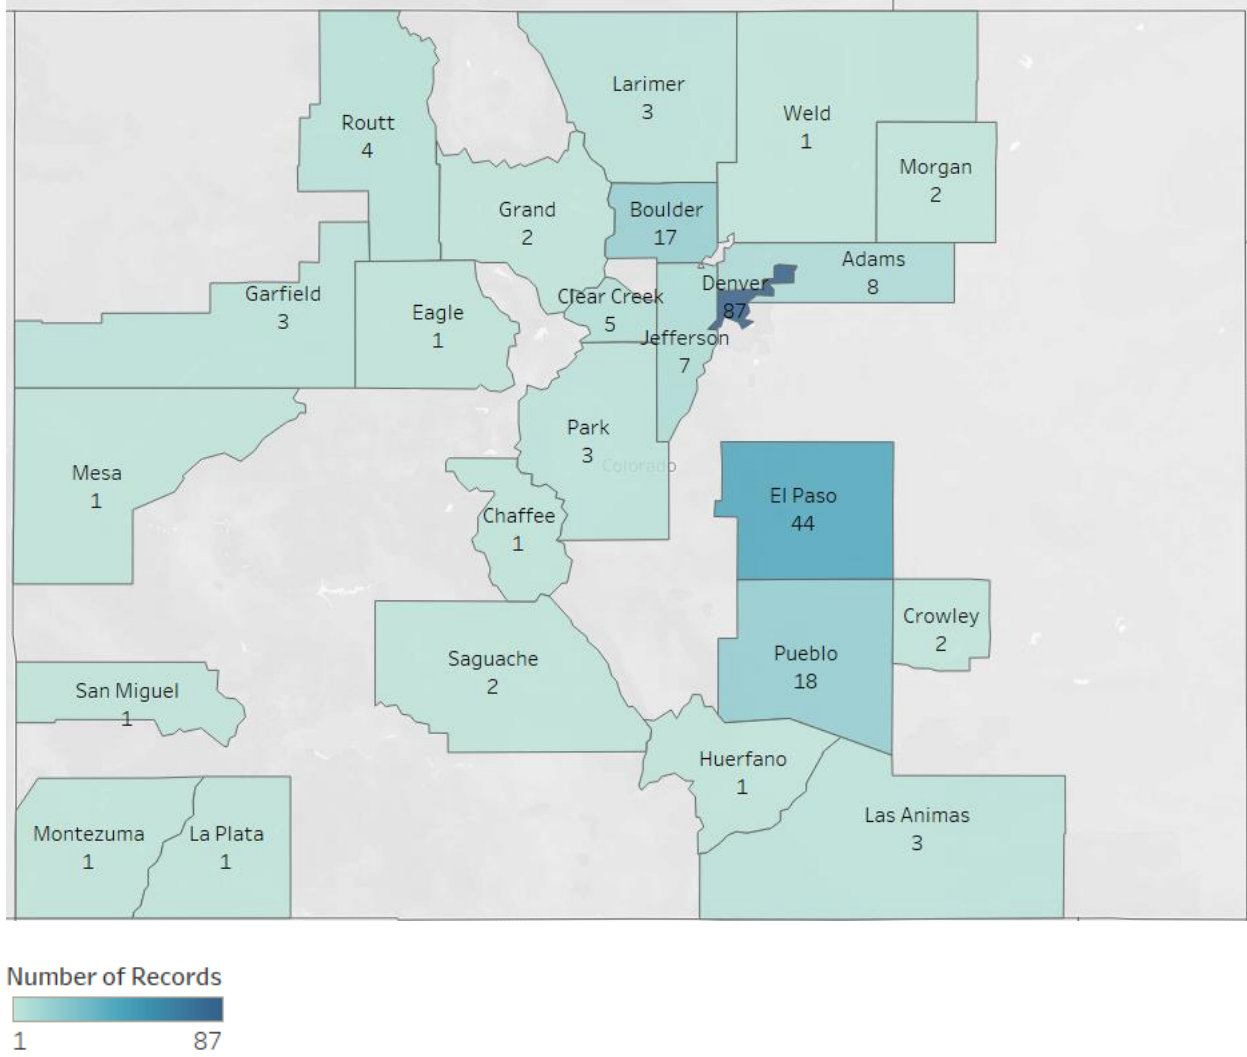 Larimer
3
Weld
1
Routt
4
Morgan
2
Grand
2
Boulder
17
Adams
8
Denver
87
Garfield
3
Clear Creek
5
Eagle
1
Jefferson
7
Park
3
Colorado
Mesa
1
El Paso
44
Chaffee
1
Crowley
2
Pueblo
18
Saguache
2
San Miguel
1
Huerfano
1
Las Animas
3
Montezuma
1
La Plata
1
Number of Records
1 87